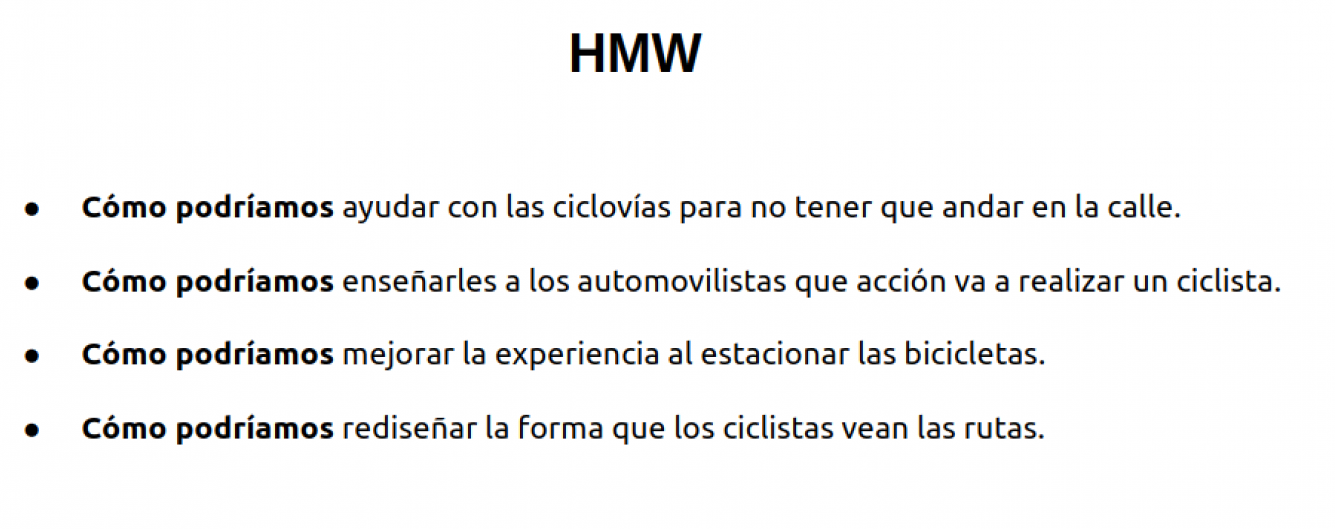 HMW
● Cómo podríamos ayudar con las ciclovías para no tener que andar en la calle.
● Cómo podríamos enseñarles a los automovilistas que acción va a realizar un ciclista.
● Cómo podríamos mejorar la experiencia al estacionar las bicicletas.
● Cómo podríamos rediseñar la forma que los ciclistas vean las rutas.